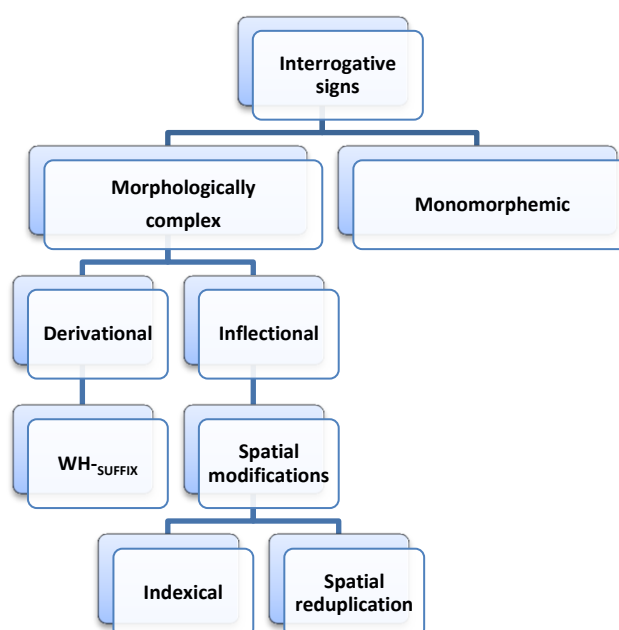 Interrogative
signs
Morphologically
complex
Monomorphemic
Derivational
Inflectional
WH-SUFFIX
Spatial
modifications
Indexical
Spatial
reduplication